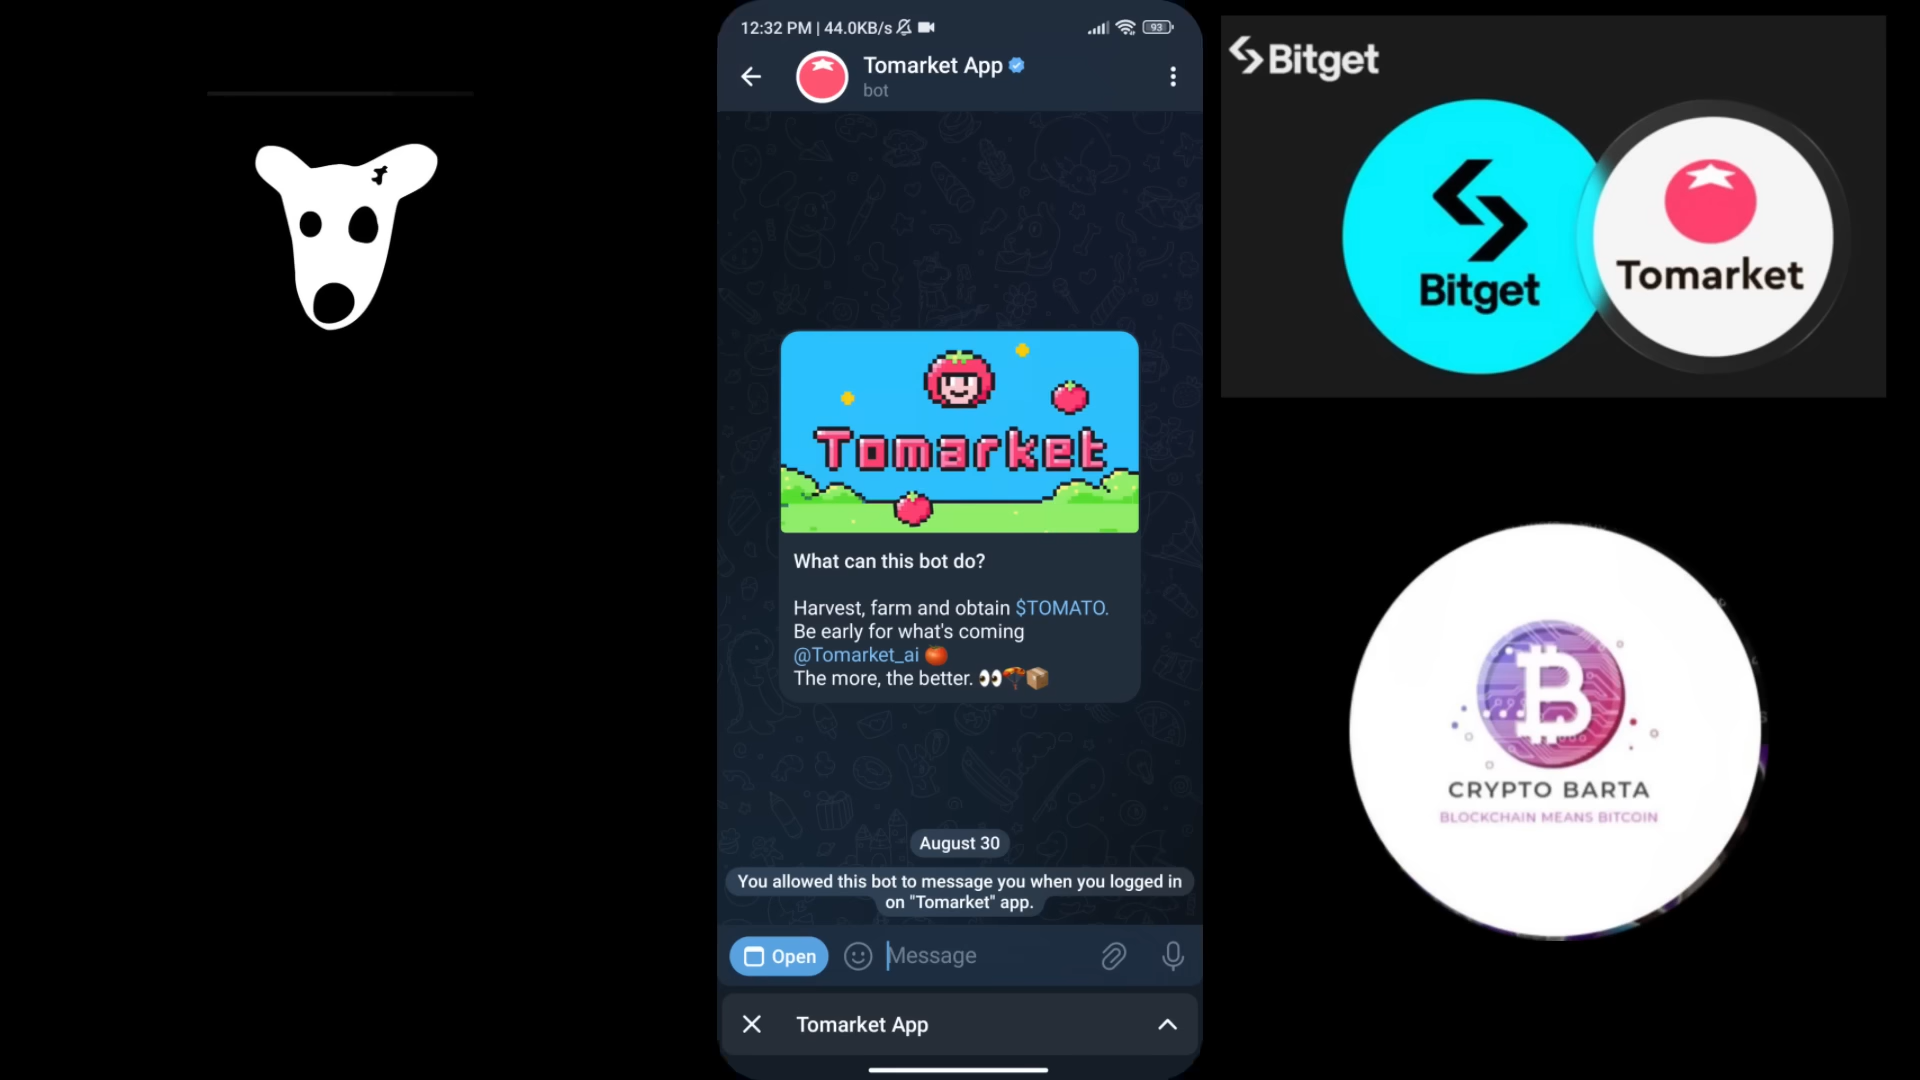 12:32 PM | 44.0KB/s
93
Tomarket App
bot
Tomarket
What can this bot do?
Harvest, farm and obtain $TOMATO.
Be early for what's coming
@Tomarket_ai 🍅
The more, the better. 👀🪂📦
August 30
You allowed this bot to message you when you logged in
on "Tomarket" app.
Open
Message
Tomarket App
Bitget
Bitget
Tomarket
CRYPTO BARTA
BLOCKCHAIN MEANS BITCOIN